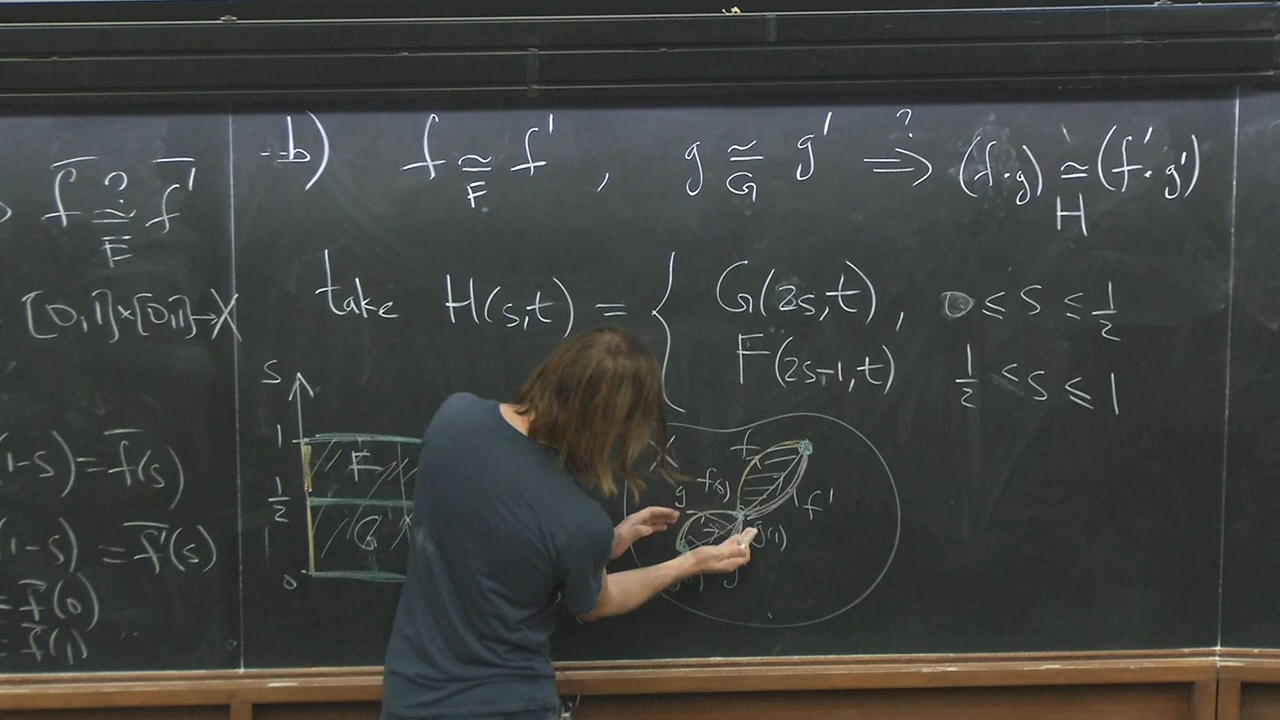 f̄ ≃? f̄'
F̄
[0,1]×[0,1]→X
1-s) = f̄(s)
1-s) = f̄'(s)
= f̄(0)
= f̄(1)
b) f ≃ f' , g ≃ g' ⇒? (f·g) ≃ (f'·g')
F G H
take H(s,t) = { G(2s,t), 0 ≤ s ≤ 1/2
F(2s-1,t) 1/2 ≤ s ≤ 1
s
1
F
1/2
G
0
X
f
g f(0)
f'